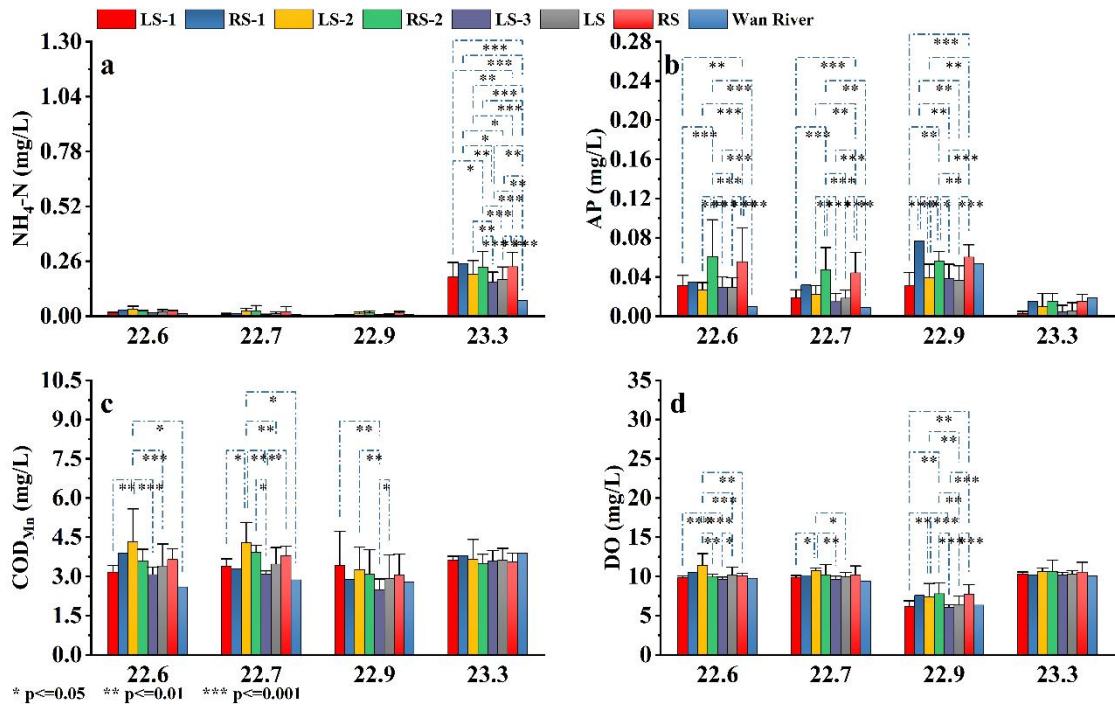 LS-1 RS-1 LS-2 RS-2 LS-3 LS RS Wan River
a
NH₄-N (mg/L)
1.30
1.04
0.78
0.52
0.26
0.00
22.6 22.7 22.9 23.3
b
AP (mg/L)
0.28
0.24
0.20
0.16
0.12
0.08
0.04
0.00
22.6 22.7 22.9 23.3
c
COD_Mn (mg/L)
10.5
9.0
7.5
6.0
4.5
3.0
1.5
0.0
22.6 22.7 22.9 23.3
d
DO (mg/L)
35
30
25
20
15
10
5
0
22.6 22.7 22.9 23.3
* p<=0.05 ** p<=0.01 *** p<=0.001